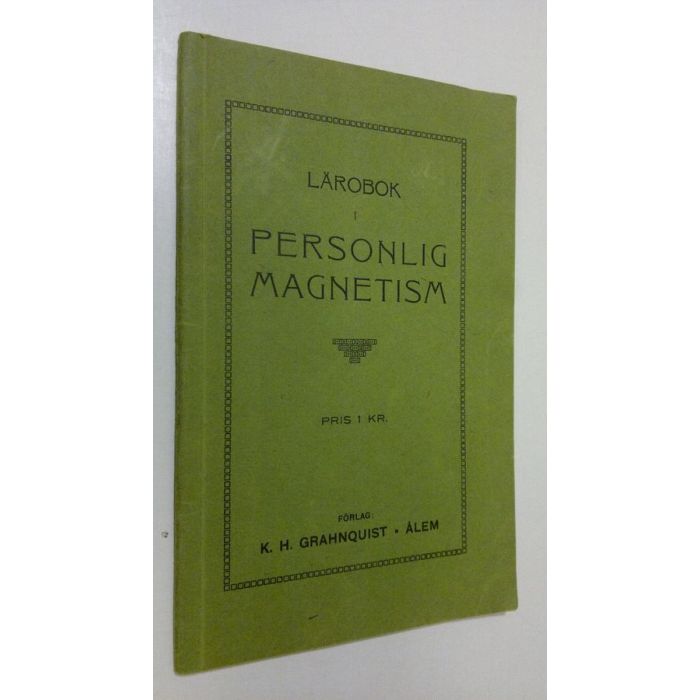 LÄROBOK
I
PERSONLIG
MAGNETISM
PRIS 1 KR.
FÖRLAG:
K. H. GRAHNQUIST • ÅLEM